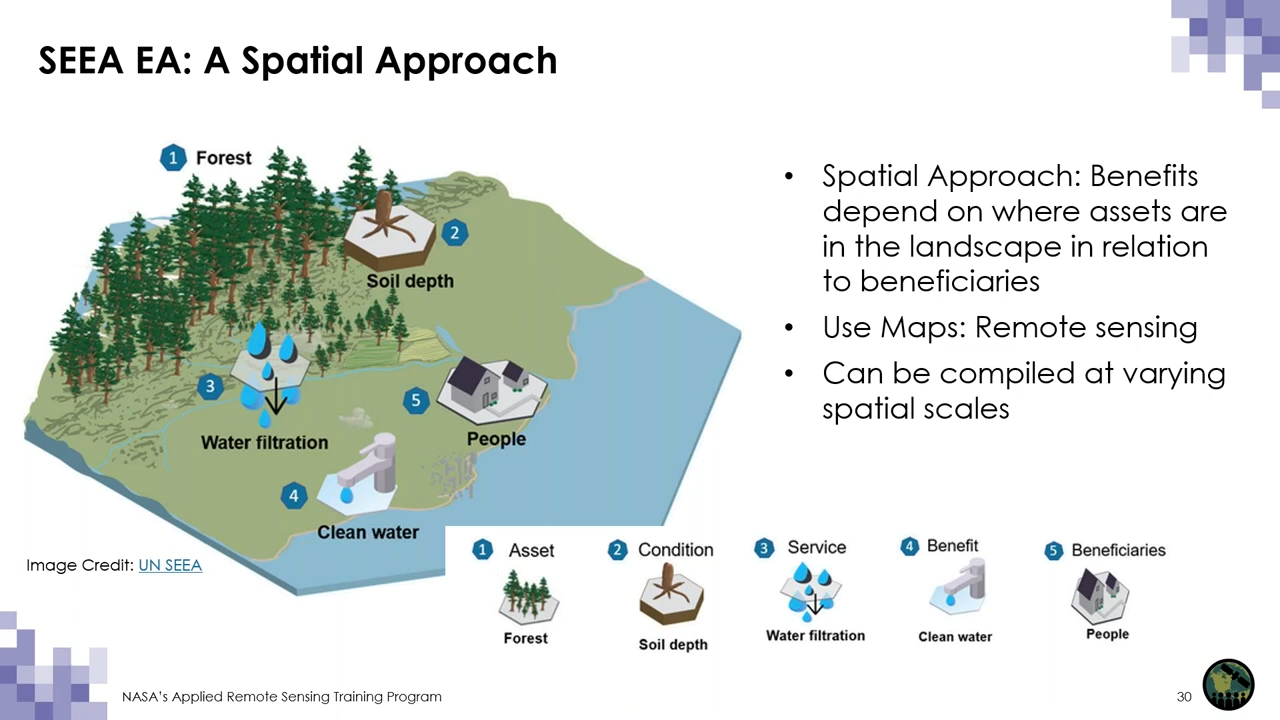 SEEA EA: A Spatial Approach
1 Forest
2
Soil depth
3
Water filtration
5
People
4
Clean water
• Spatial Approach: Benefits
depend on where assets are
in the landscape in relation
to beneficiaries
• Use Maps: Remote sensing
• Can be compiled at varying
spatial scales
Image Credit: UN SEEA
1 Asset
Forest
2 Condition
Soil depth
3 Service
Water filtration
4 Benefit
Clean water
5 Beneficiaries
People
NASA's Applied Remote Sensing Training Program
30